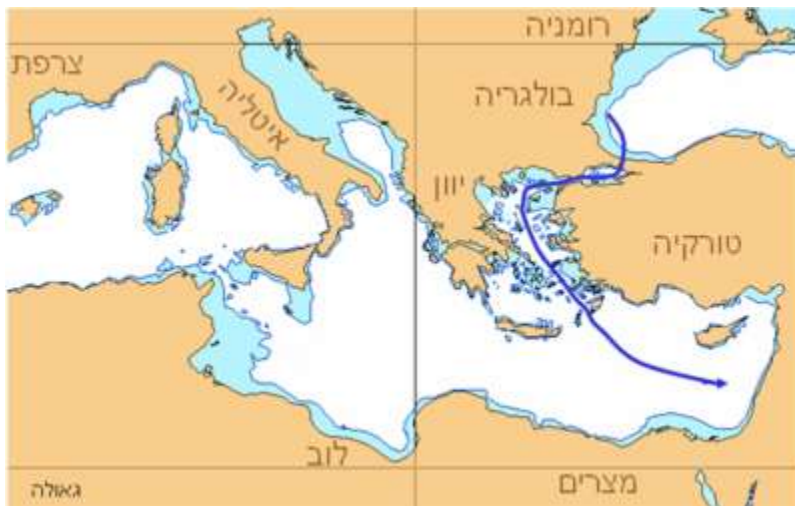 רומניה
צרפת
בולגריה
איטליה
יוון
טורקיה
לוב
מצרים
גאולה